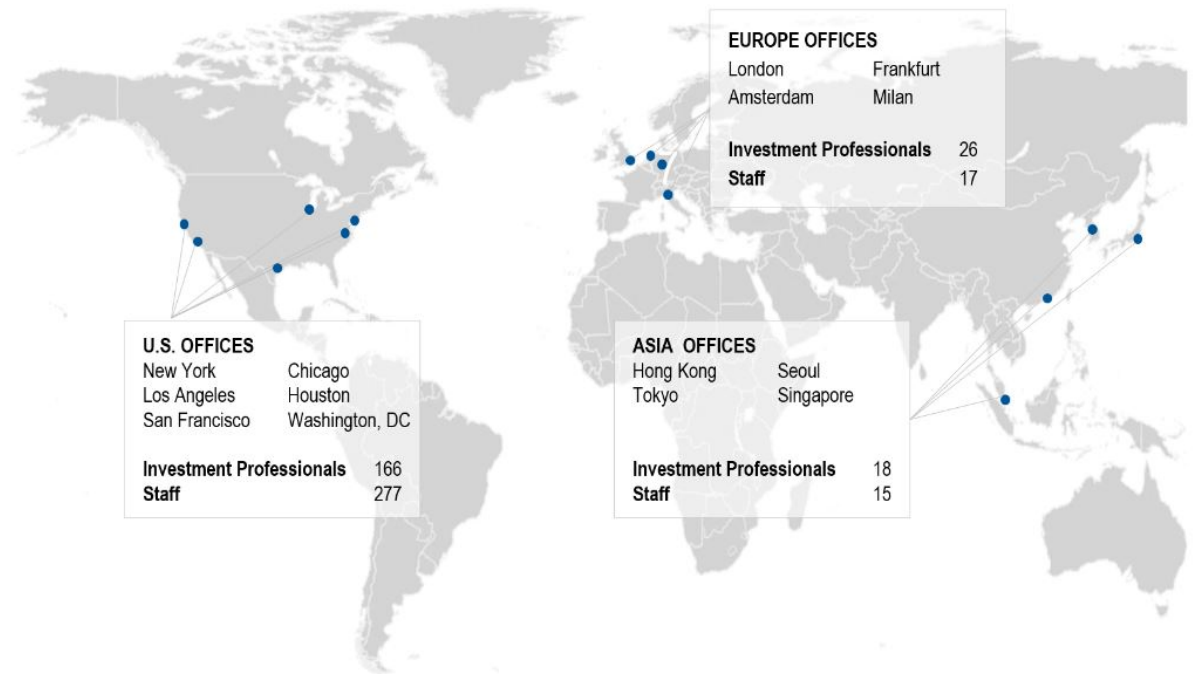 EUROPE OFFICES
London Frankfurt
Amsterdam Milan
Investment Professionals 26
Staff 17
U.S. OFFICES
New York Chicago
Los Angeles Houston
San Francisco Washington, DC
Investment Professionals 166
Staff 277
ASIA OFFICES
Hong Kong Seoul
Tokyo Singapore
Investment Professionals 18
Staff 15